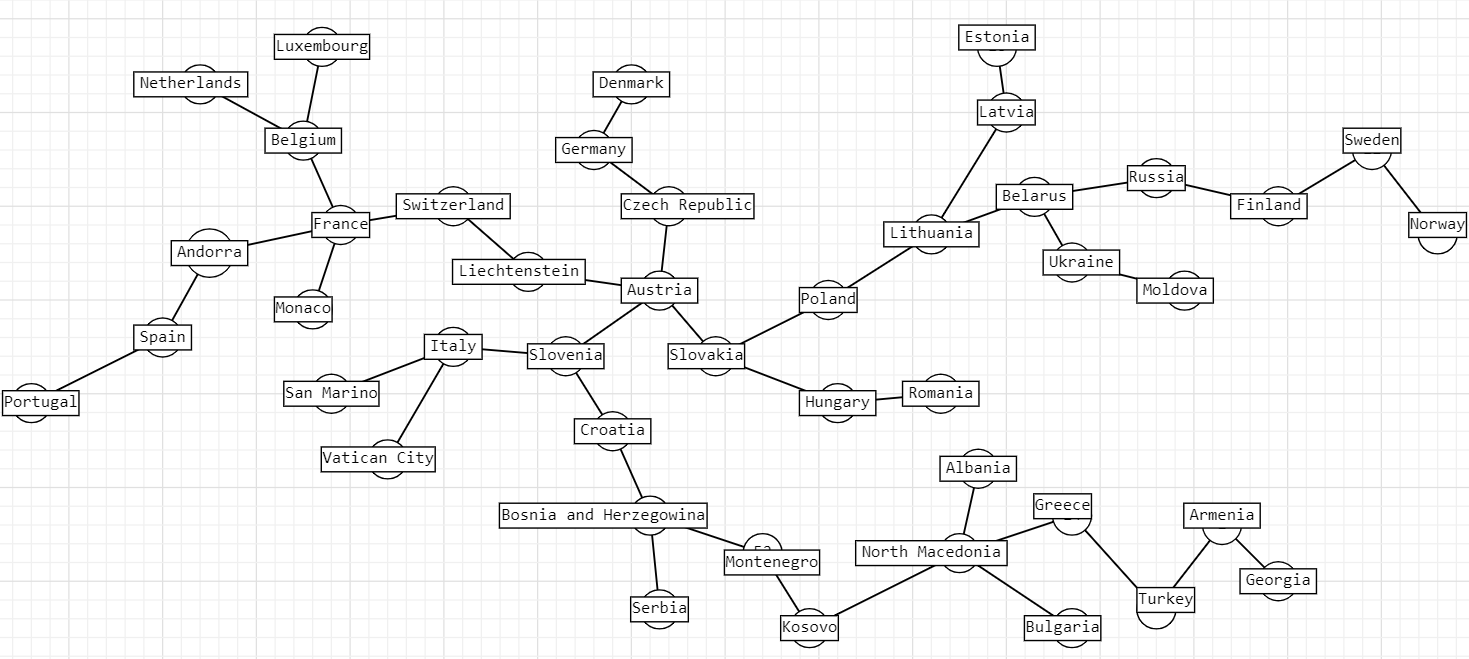 Estonia
Luxembourg
Netherlands
Denmark
Latvia
Belgium
Germany
Sweden
Russia
Belarus
Switzerland
Czech Republic
Finland
France
Norway
Lithuania
Andorra
Ukraine
Liechtenstein
Austria
Moldova
Poland
Monaco
Spain
Italy
Slovenia
Slovakia
San Marino
Romania
Portugal
Hungary
Croatia
Vatican City
Albania
Greece
Bosnia and Herzegowina
Armenia
North Macedonia
Montenegro
Georgia
Turkey
Serbia
Kosovo
Bulgaria